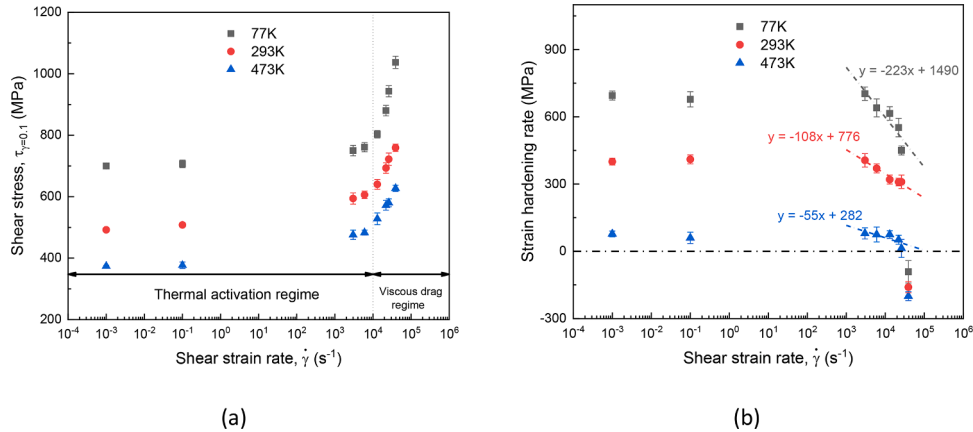 1200
1000
800
600
400
200
Shear stress, τγ=0.1 (MPa)
77K
293K
473K
Thermal activation regime
Viscous drag
regime
10-4 10-3 10-2 10-1 100 101 102 103 104 105 106
Shear strain rate, γ̇ (s-1)
(a)
900
600
300
0
-300
Strain hardening rate (MPa)
77K
293K
473K
y = -223x + 1490
y = -108x + 776
y = -55x + 282
10-4 10-3 10-2 10-1 100 101 102 103 104 105 106
Shear strain rate, γ̇ (s-1)
(b)